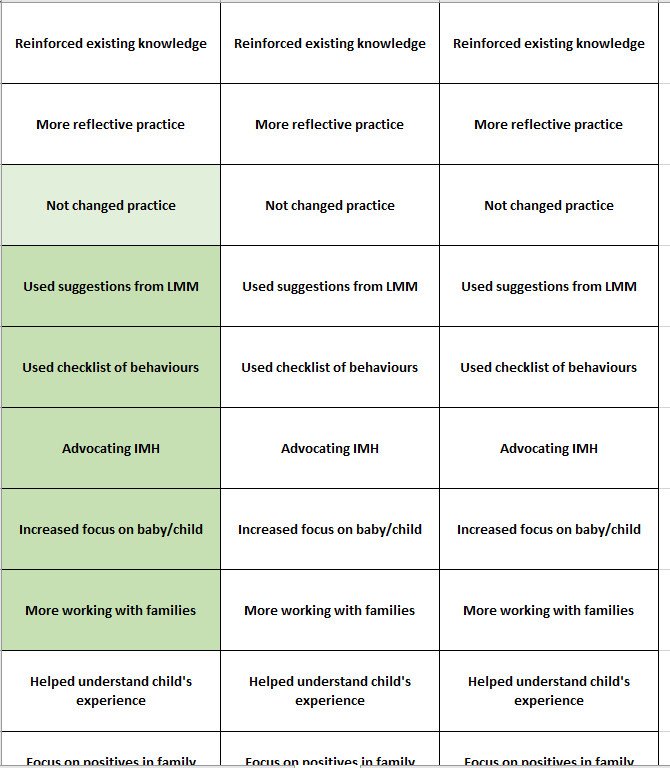 Reinforced existing knowledge Reinforced existing knowledge Reinforced existing knowledge
More reflective practice More reflective practice More reflective practice
Not changed practice Not changed practice Not changed practice
Used suggestions from LMM Used suggestions from LMM Used suggestions from LMM
Used checklist of behaviours Used checklist of behaviours Used checklist of behaviours
Advocating IMH Advocating IMH Advocating IMH
Increased focus on baby/child Increased focus on baby/child Increased focus on baby/child
More working with families More working with families More working with families
Helped understand child's Helped understand child's Helped understand child's
experience experience experience
Focus on positives in family Focus on positives in family Focus on positives in family